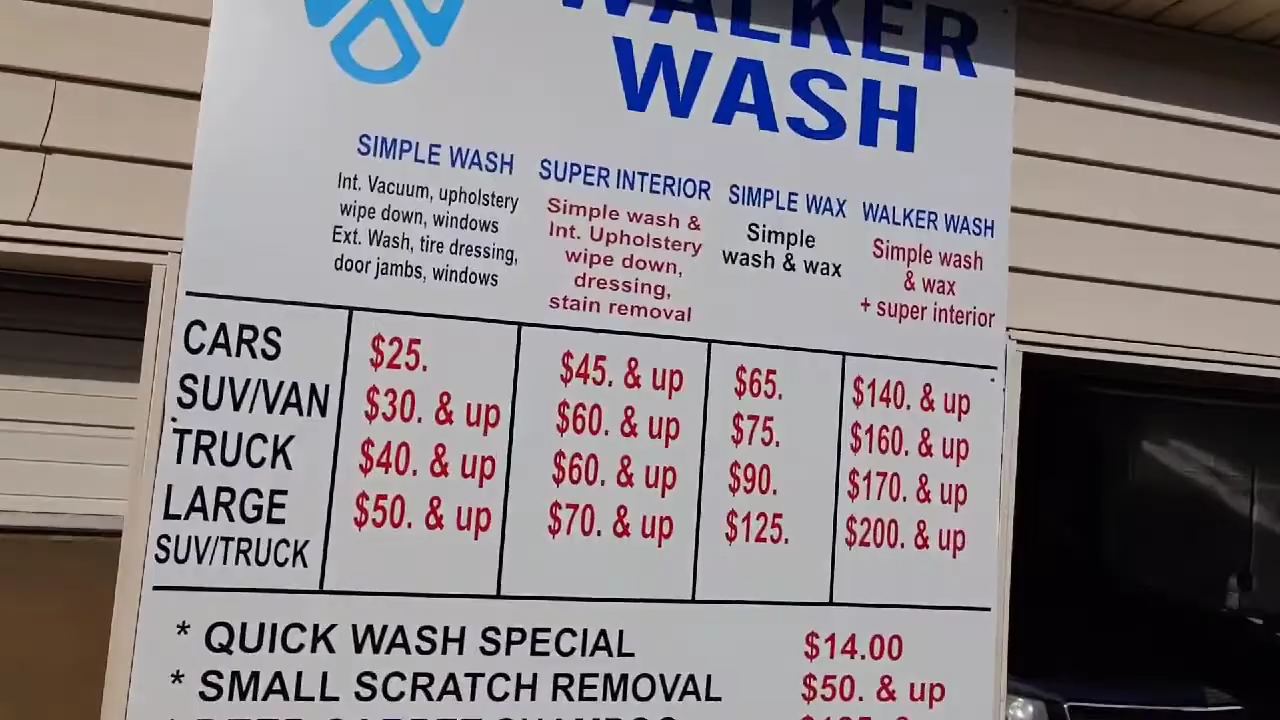 WALKER
WASH
SIMPLE WASH
Int. Vacuum, upholstery
wipe down, windows
Ext. Wash, tire dressing,
door jambs, windows
SUPER INTERIOR
Simple wash &
Int. Upholstery
wipe down,
dressing,
stain removal
SIMPLE WAX
Simple
wash & wax
WALKER WASH
Simple wash
& wax
+ super interior
CARS $25. $45. & up $65. $140. & up
SUV/VAN $30. & up $60. & up $75. $160. & up
TRUCK $40. & up $60. & up $90. $170. & up
LARGE $50. & up $70. & up $125. $200. & up
SUV/TRUCK
* QUICK WASH SPECIAL $14.00
* SMALL SCRATCH REMOVAL $50. & up